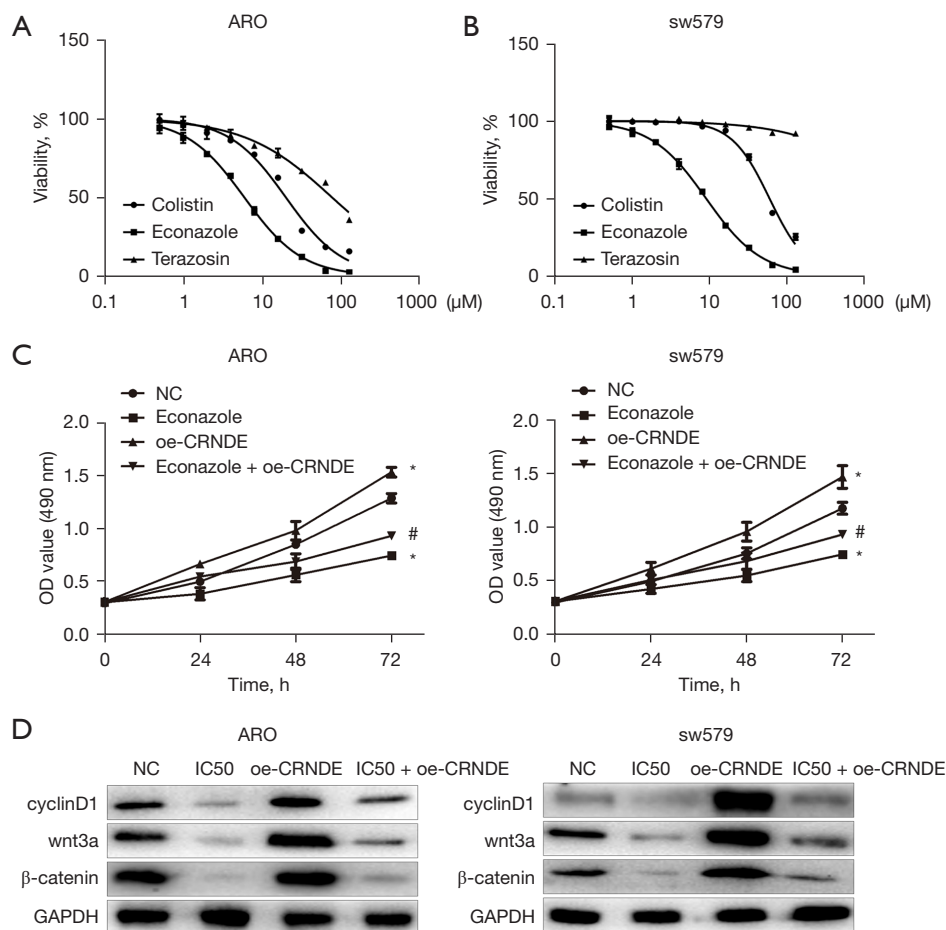 A
ARO
Viability, %
150
100
50
0
Colistin
Econazole
Terazosin
0.1 1 10 100 1000 (µM)
B
sw579
Viability, %
150
100
50
0
Colistin
Econazole
Terazosin
0.1 1 10 100 1000 (µM)
C
ARO
NC
Econazole
oe-CRNDE
Econazole + oe-CRNDE
OD value (490 nm)
2.0
1.5
1.0
0.5
0.0
*
#
*
0 24 48 72
Time, h
sw579
NC
Econazole
oe-CRNDE
Econazole + oe-CRNDE
OD value (490 nm)
2.0
1.5
1.0
0.5
0.0
*
#
*
0 24 48 72
Time, h
D
ARO
NC IC50 oe-CRNDE IC50 + oe-CRNDE
cyclinD1
wnt3a
β-catenin
GAPDH
sw579
NC IC50 oe-CRNDE IC50 + oe-CRNDE
cyclinD1
wnt3a
β-catenin
GAPDH